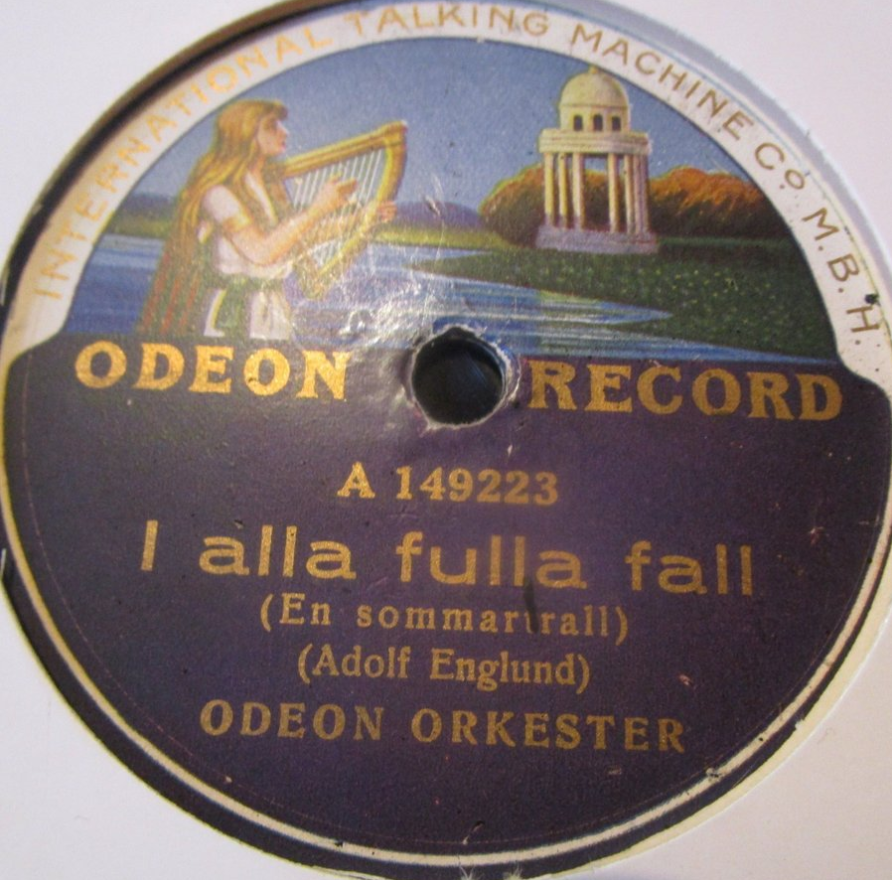 INTERNATIONAL TALKING MACHINE Co M.B.H.
ODEON RECORD
A 149223
I alla fulla fall
(En sommartrall)
(Adolf Englund)
ODEON ORKESTER